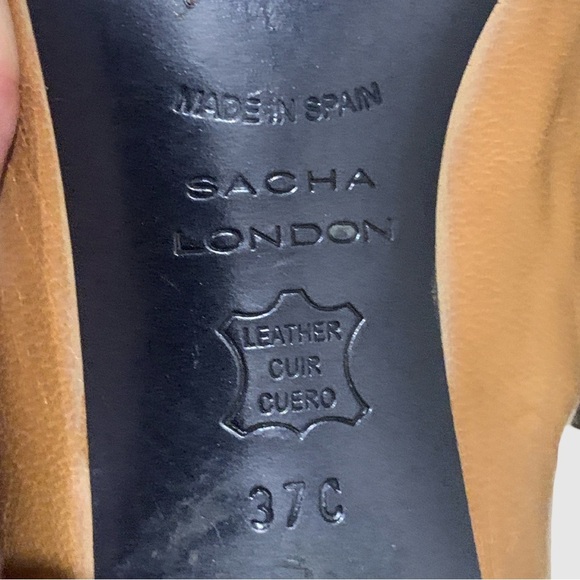 MADE IN SPAIN
SACHA
LONDON
LEATHER
CUIR
CUERO
37C